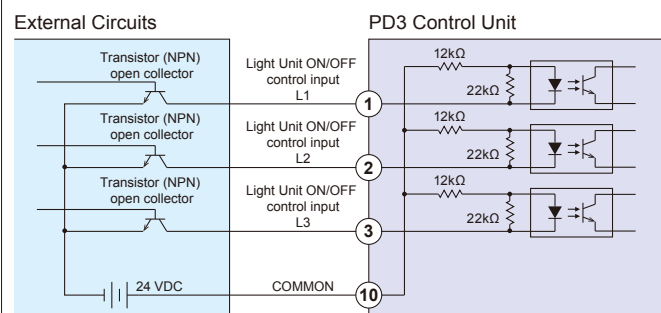 External Circuits
PD3 Control Unit
Transistor (NPN)
open collector
Light Unit ON/OFF
control input
L1
1
12kΩ
22kΩ
Transistor (NPN)
open collector
Light Unit ON/OFF
control input
L2
2
12kΩ
22kΩ
Transistor (NPN)
open collector
Light Unit ON/OFF
control input
L3
3
12kΩ
22kΩ
24 VDC
COMMON
10